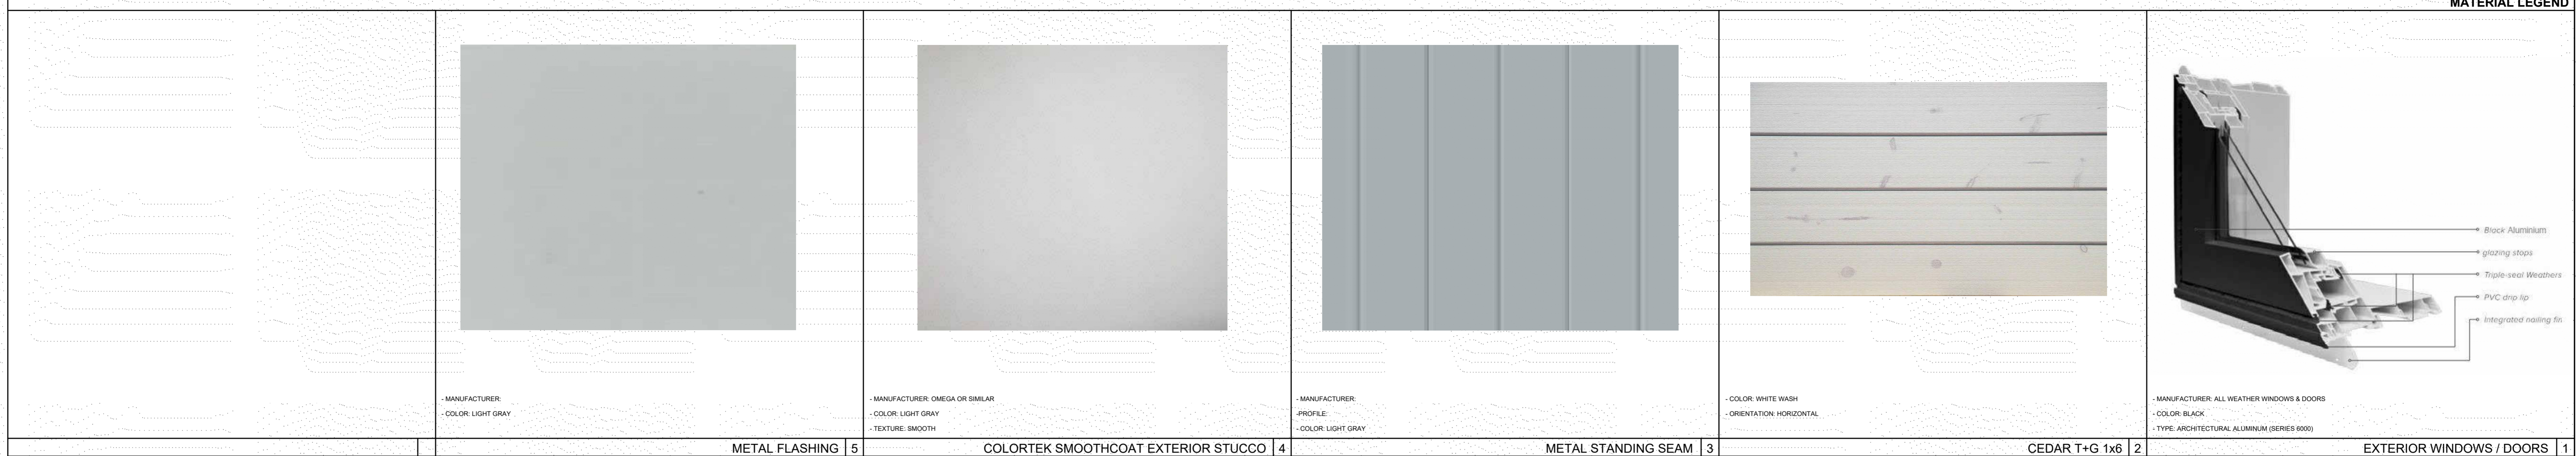 MATERIAL LEGEND
- MANUFACTURER:
- COLOR: LIGHT GRAY
METAL FLASHING 5
- MANUFACTURER: OMEGA OR SIMILAR
- COLOR: LIGHT GRAY
- TEXTURE: SMOOTH
COLORTEK SMOOTHCOAT EXTERIOR STUCCO 4
- MANUFACTURER:
-PROFILE:
- COLOR: LIGHT GRAY
METAL STANDING SEAM 3
- COLOR: WHITE WASH
- ORIENTATION: HORIZONTAL
CEDAR T+G 1x6 2
Black Aluminium
glazing stops
Triple-seal Weathers
PVC drip lip
Integrated nailing fin
- MANUFACTURER: ALL WEATHER WINDOWS & DOORS
- COLOR: BLACK
- TYPE: ARCHITECTURAL ALUMINUM (SERIES 6000)
EXTERIOR WINDOWS / DOORS 1